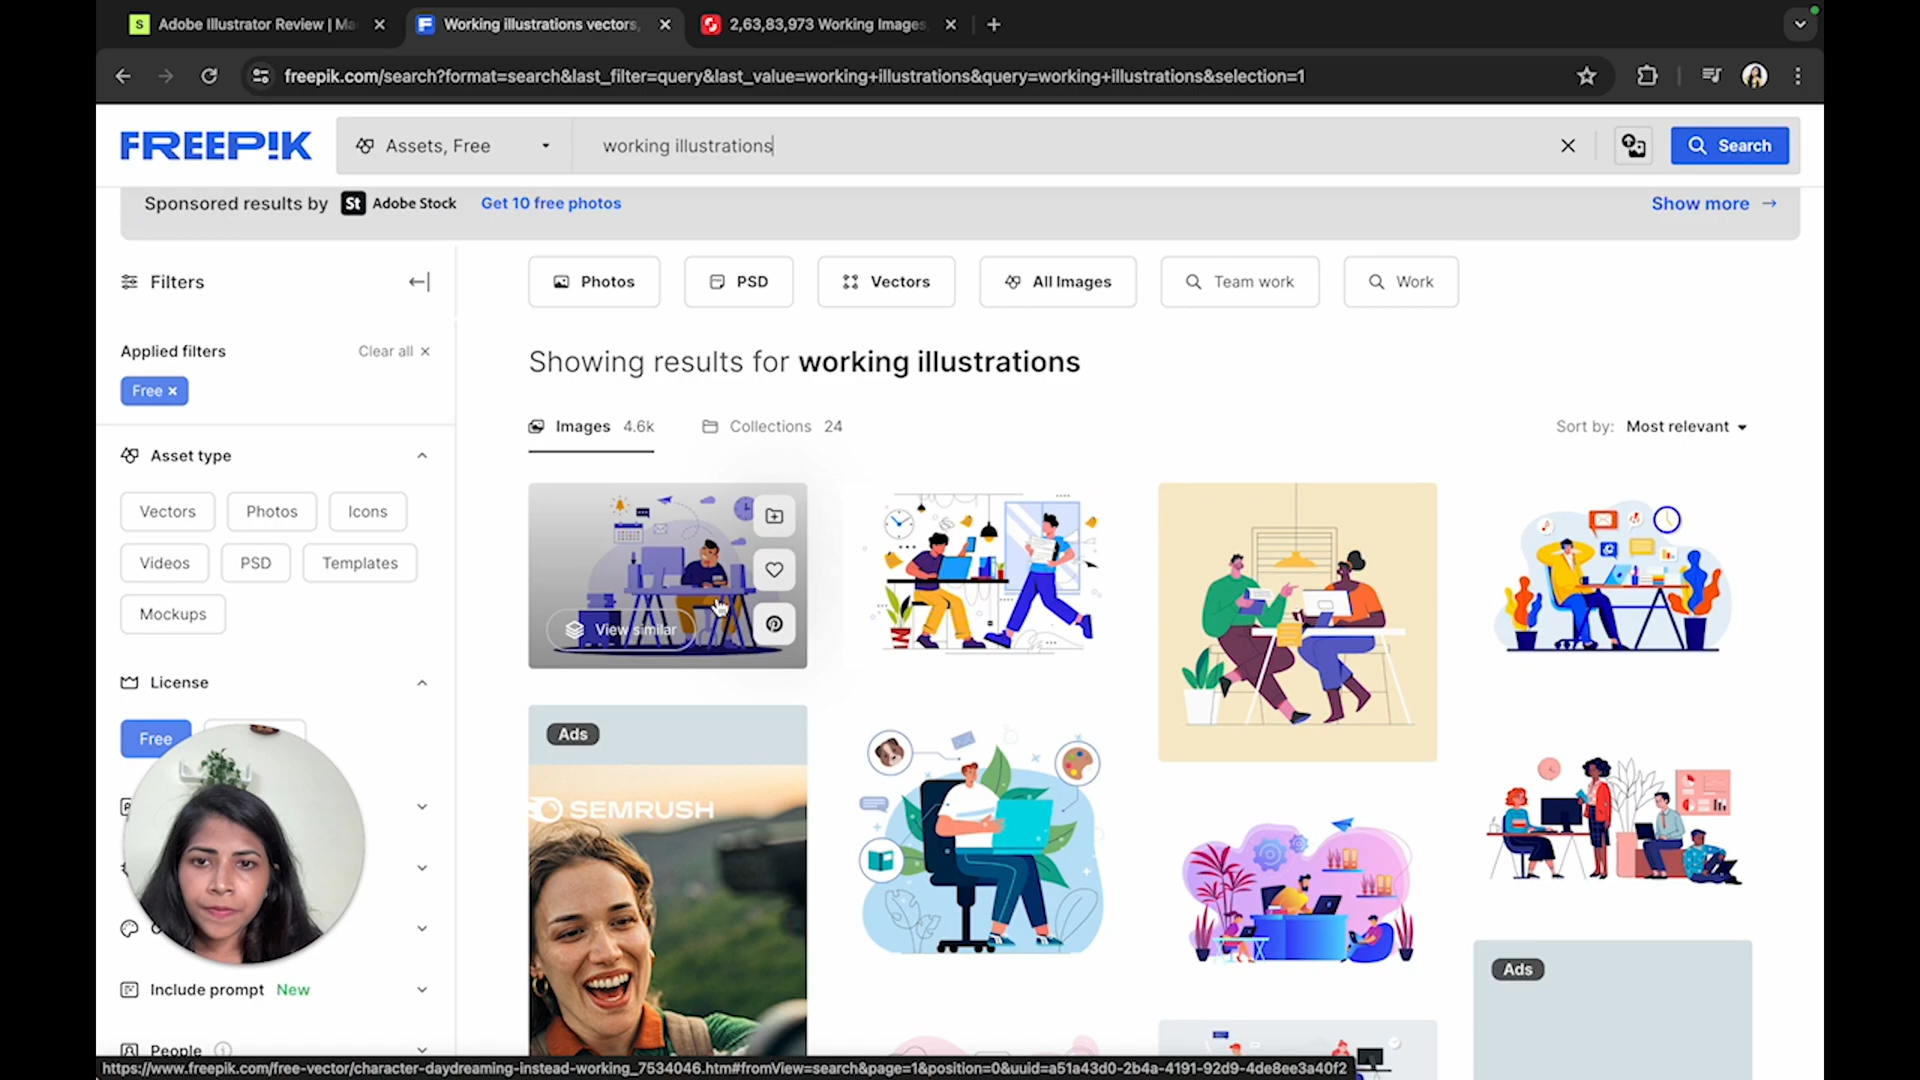 Adobe Illustrator Review | Ma
Working illustrations vectors,
2,63,83,973 Working Images,
freepik.com/search?format=search&last_filter=query&last_value=working+illustrations&query=working+illustrations&selection=1
FREEP!K
Assets, Free
working illustrations
Search
Sponsored results by
St
Adobe Stock
Get 10 free photos
Show more →
Filters
Photos
PSD
Vectors
All Images
Team work
Work
Applied filters
Clear all ×
Free ×
Showing results for working illustrations
Images 4.6k
Collections 24
Sort by: Most relevant
Asset type
Vectors
Photos
Icons
Videos
PSD
Templates
Mockups
View similar
License
Free
Ads
SEMRUSH
Ads
Include prompt New
People
https://www.freepik.com/free-vector/character-daydreaming-instead-working_7534046.htm#fromView=search&page=1&position=0&uuid=a51a43d0-2b4a-4191-92d9-4de8ee3a40f2